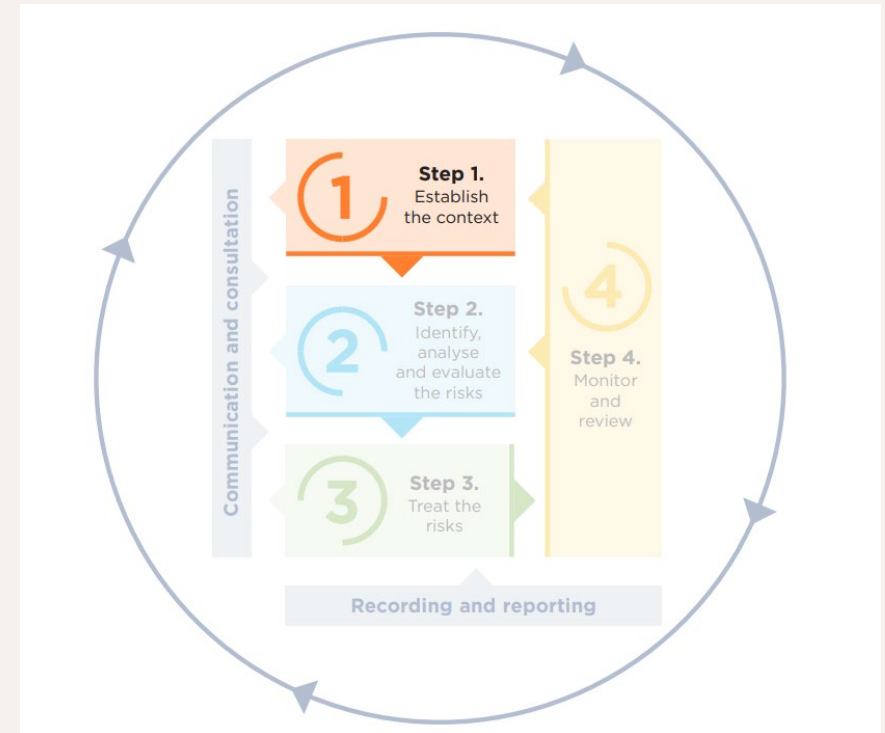 Communication and consultation
1
Step 1.
Establish
the context
2
Step 2.
Identify,
analyse
and evaluate
the risks
3
Step 3.
Treat the
risks
4
Step 4.
Monitor
and
review
Recording and reporting